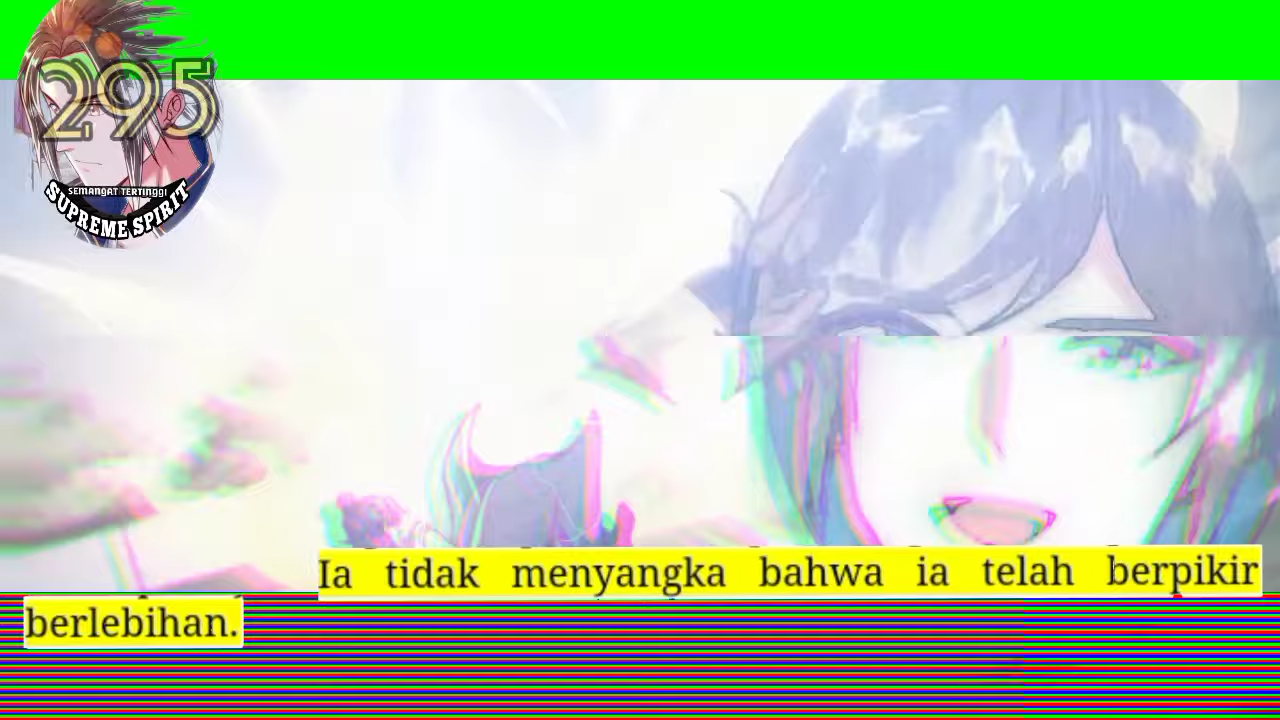 295
SEMANGAT TERTINGGI
SUPREME SPIRIT
Ia tidak menyangka bahwa ia telah berpikir
berlebihan.